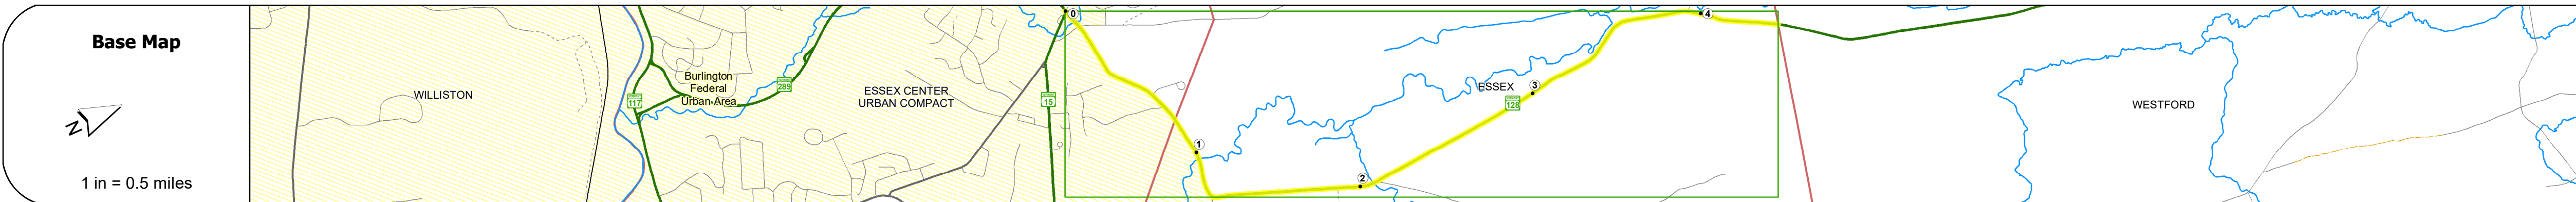 Base Map
N
1 in = 0.5 miles
WILLISTON
117
Burlington
Federal
Urban Area
289
ESSEX CENTER
URBAN COMPACT
15
0
1
2
3
4
ESSEX
128
WESTFORD